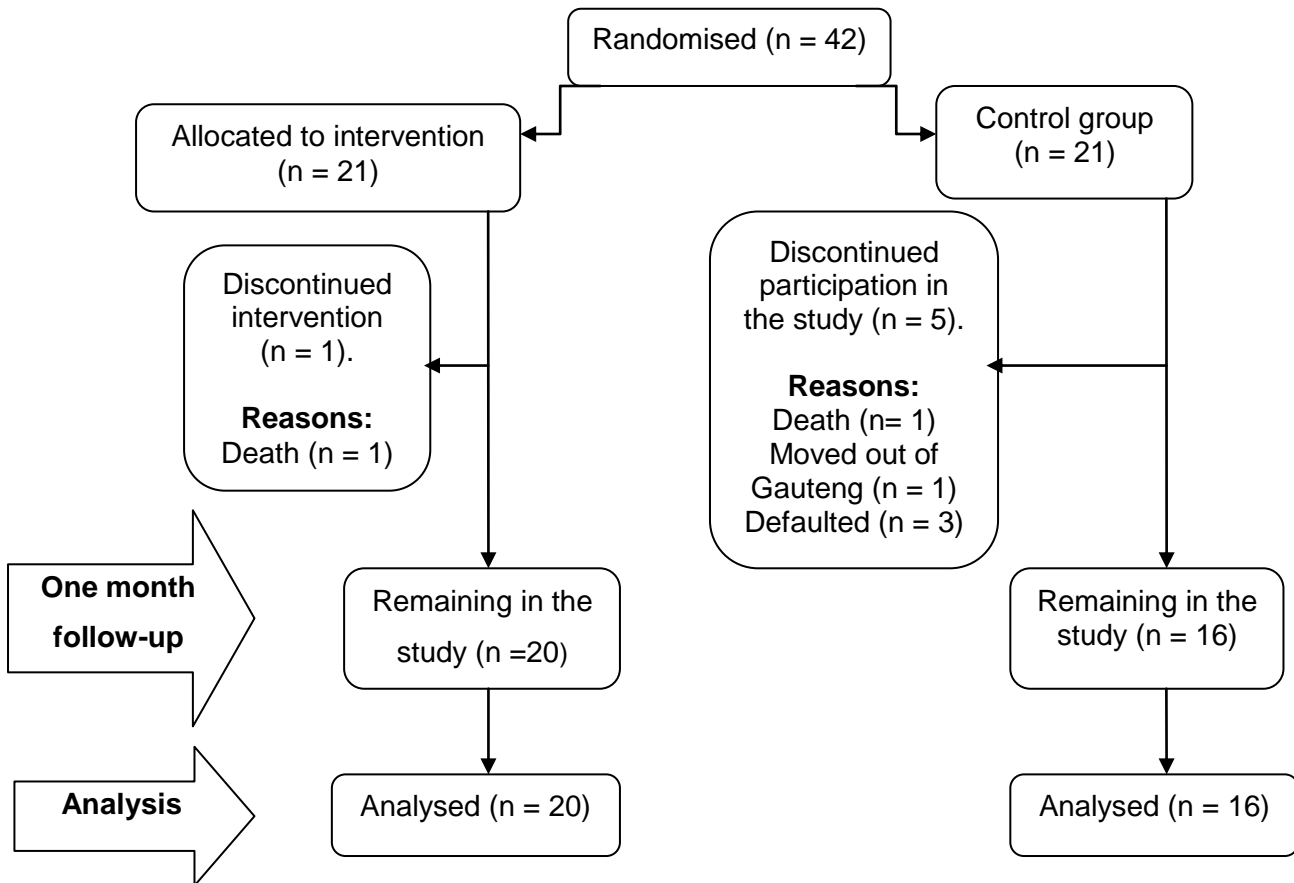 Randomised (n = 42)
Allocated to intervention
(n = 21)
Control group
(n = 21)
Discontinued
intervention
(n = 1).
Reasons:
Death (n = 1)
Discontinued
participation in
the study (n = 5).
Reasons:
Death (n= 1)
Moved out of
Gauteng (n = 1)
Defaulted (n = 3)
One month
follow-up
Remaining in the
study (n =20)
Remaining in the
study (n = 16)
Analysis
Analysed (n = 20)
Analysed (n = 16)